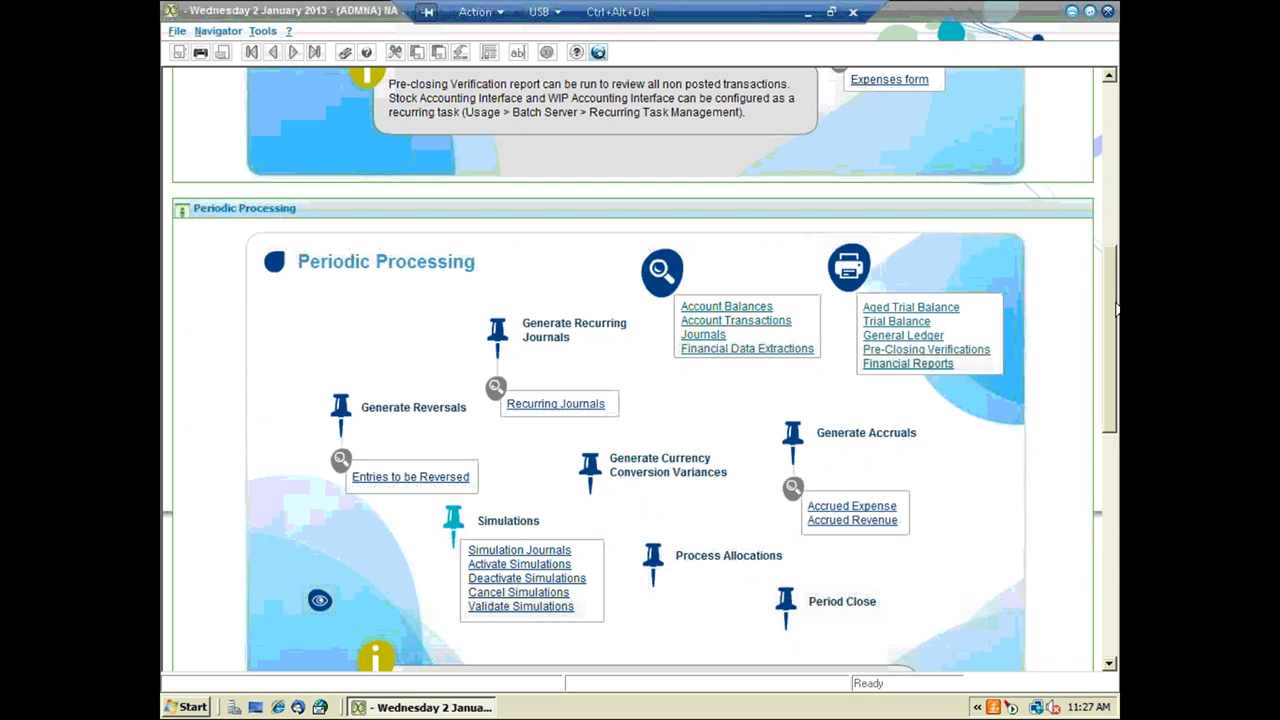 - Wednesday 2 January 2013 - (ADMNA) NA
Action
USB
Ctrl+Alt+Del
File Navigator Tools ?
Pre-closing Verification report can be run to review all non posted transactions.
Stock Accounting Interface and WIP Accounting Interface can be configured as a
recurring task (Usage > Batch Server > Recurring Task Management).
Expenses form
Periodic Processing
Periodic Processing
Account Balances
Account Transactions
Journals
Financial Data Extractions
Aged Trial Balance
Trial Balance
General Ledger
Pre-Closing Verifications
Financial Reports
Generate Recurring
Journals
Recurring Journals
Generate Reversals
Entries to be Reversed
Generate Currency
Conversion Variances
Generate Accruals
Accrued Expense
Accrued Revenue
Simulations
Simulation Journals
Activate Simulations
Deactivate Simulations
Cancel Simulations
Validate Simulations
Process Allocations
Period Close
Ready
Start
- Wednesday 2 Janua...
11:27 AM